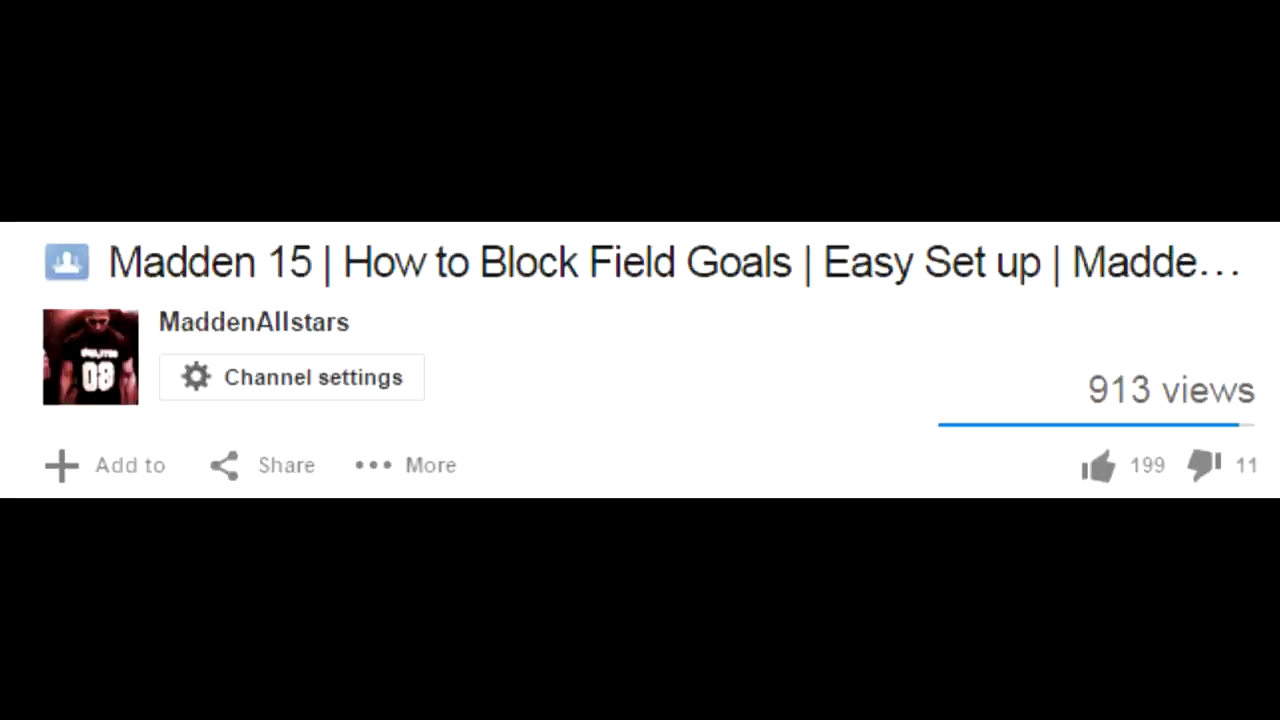 Madden 15 | How to Block Field Goals | Easy Set up | Madde...
MaddenAllstars
08
Channel settings
913 views
Add to
Share
More
199
11